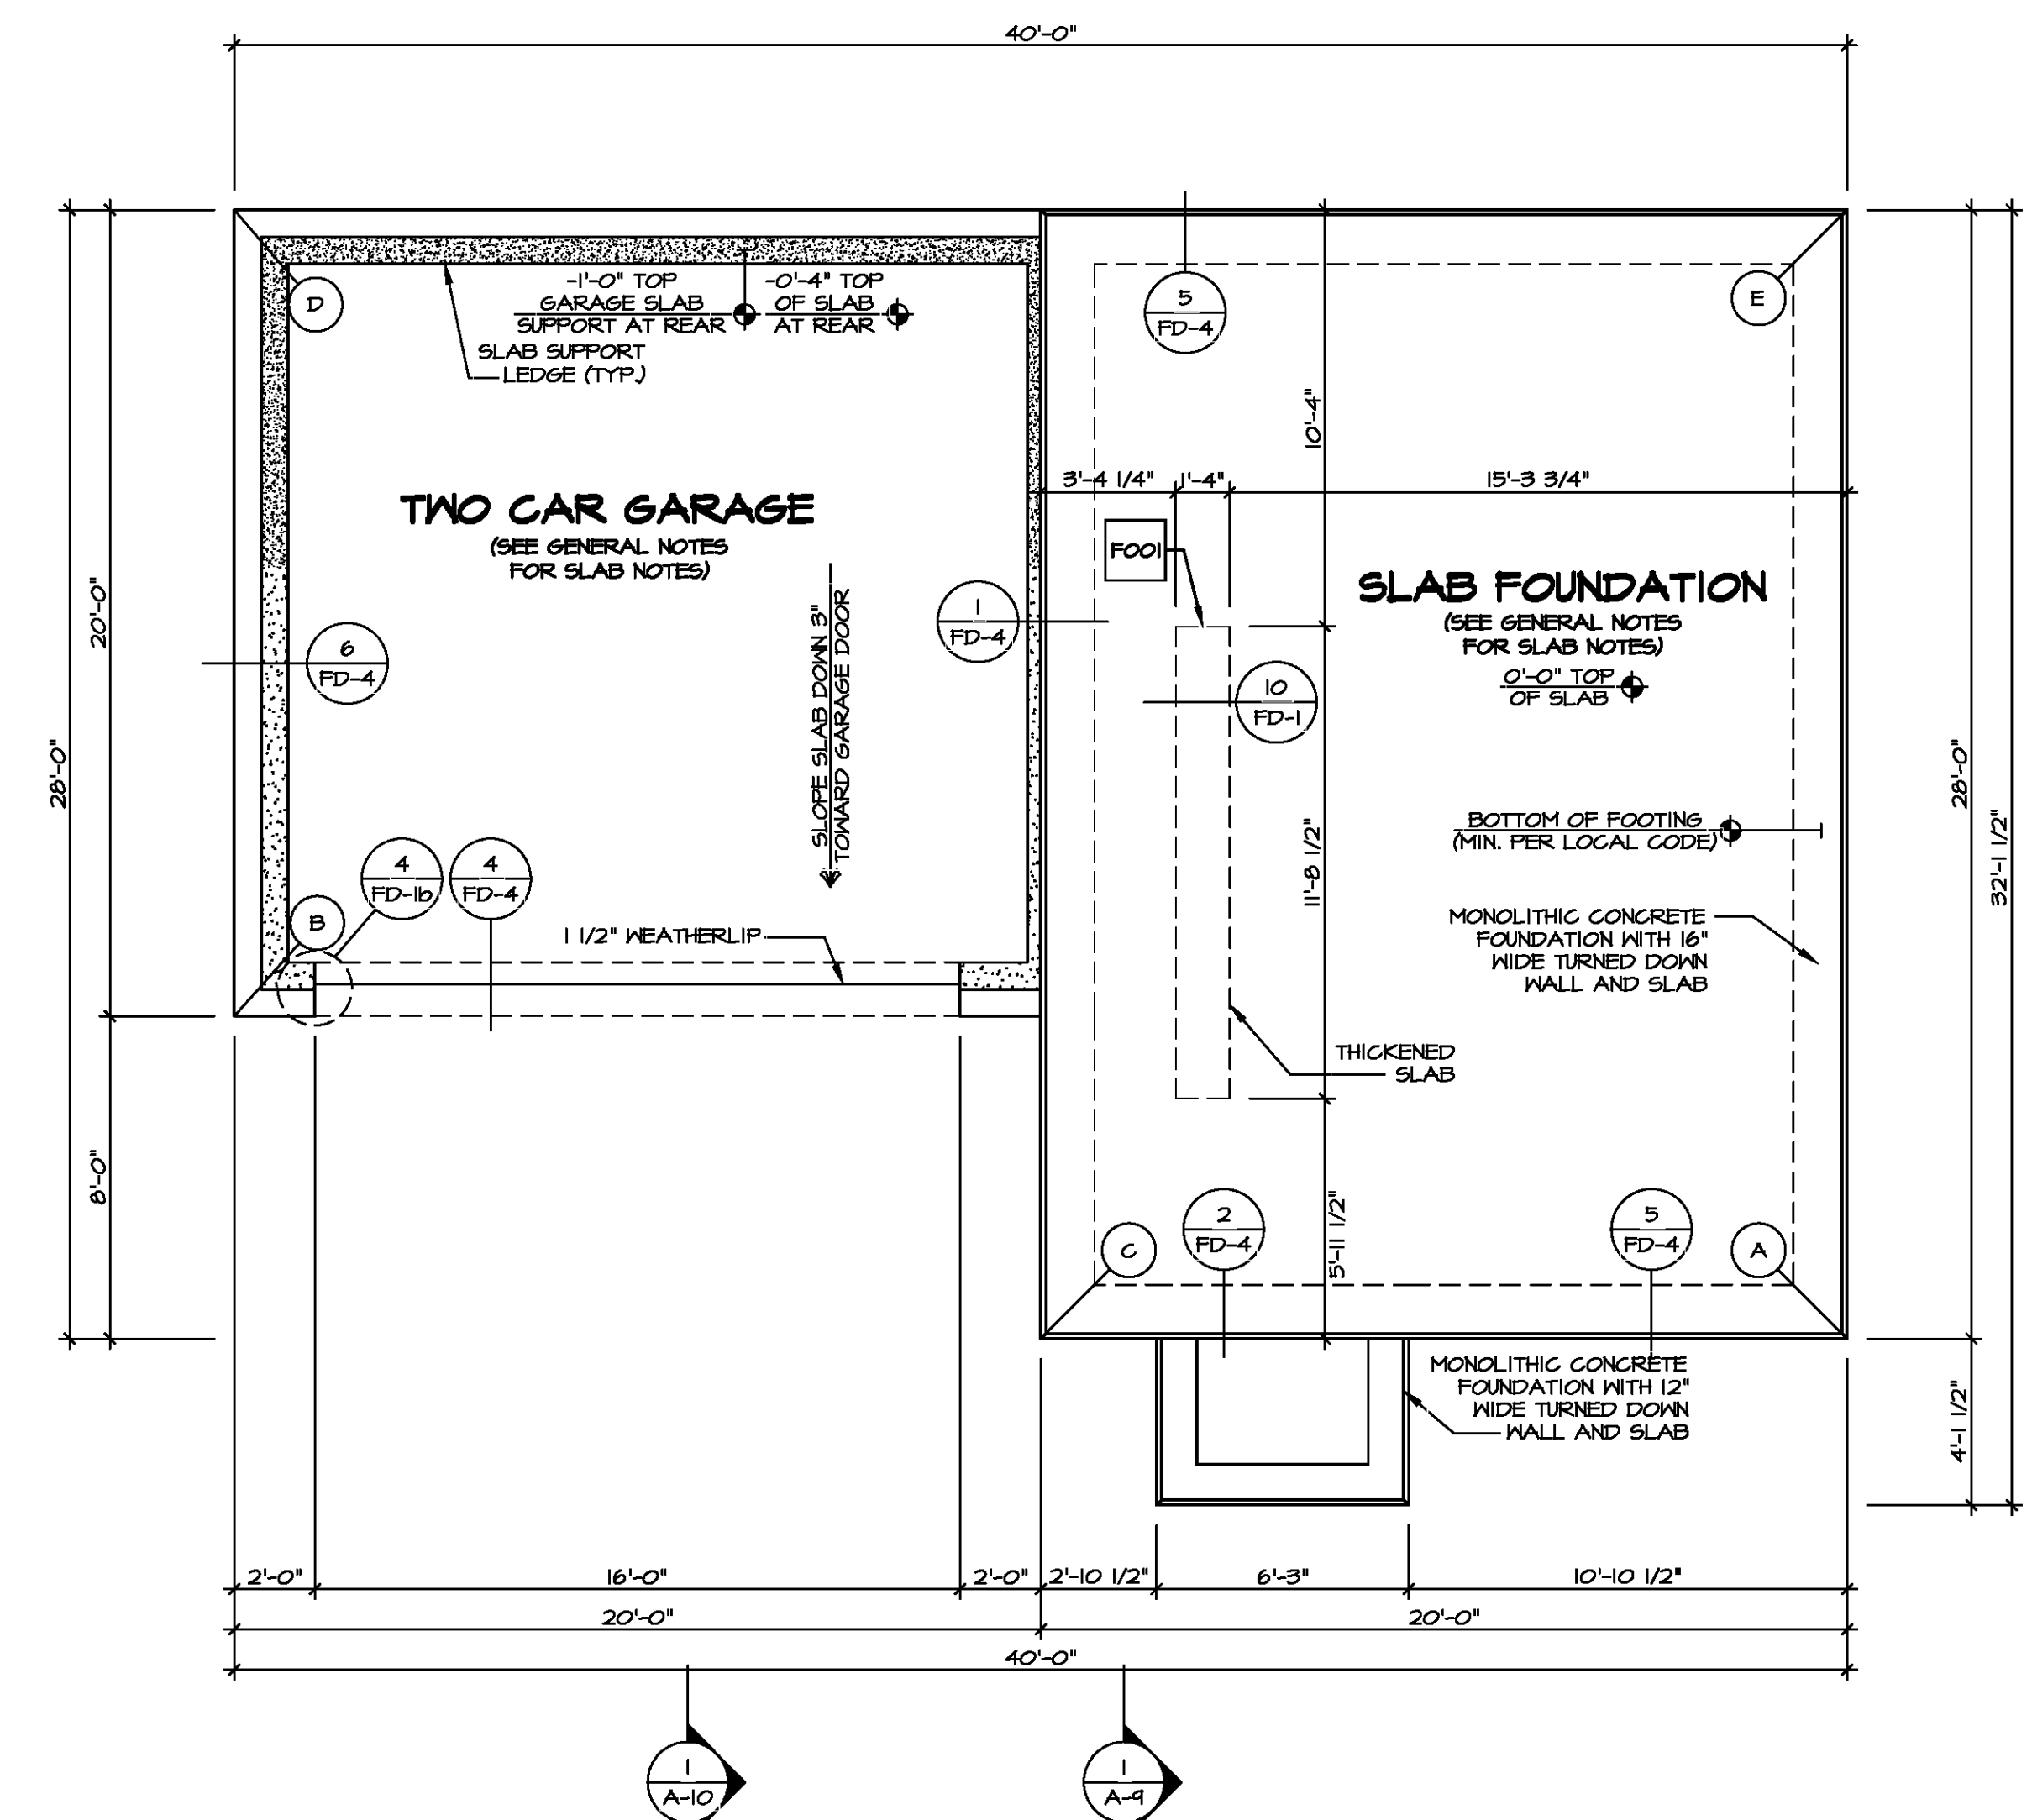 40'-0"
-1'-0" TOP
GARAGE SLAB
SUPPORT AT REAR
-0'-4" TOP
OF SLAB
AT REAR
D
SLAB SUPPORT
LEDGE (TYP.)
5
FD-4
E
10'-4"
3'-4 1/4"
1'-4"
15'-3 3/4"
TWO CAR GARAGE
(SEE GENERAL NOTES
FOR SLAB NOTES)
F001
SLAB FOUNDATION
(SEE GENERAL NOTES
FOR SLAB NOTES)
0'-0" TOP
OF SLAB
20'-0"
28'-0"
6
FD-4
SLOPE SLAB DOWN 3"
TOWARD GARAGE DOOR
1
FD-4
10
FD-1
28'-0"
32'-1 1/2"
BOTTOM OF FOOTING
(MIN. PER LOCAL CODE)
11'-8 1/2"
4
FD-1b
4
FD-4
B
1 1/2" WEATHERLIP
MONOLITHIC CONCRETE
FOUNDATION WITH 16"
WIDE TURNED DOWN
WALL AND SLAB
THICKENED
SLAB
8'-0"
C
2
FD-4
5'-11 1/2"
5
FD-4
A
MONOLITHIC CONCRETE
FOUNDATION WITH 12"
WIDE TURNED DOWN
WALL AND SLAB
4'-1 1/2"
2'-0"
16'-0"
2'-0"
2'-10 1/2"
6'-3"
10'-10 1/2"
20'-0"
20'-0"
40'-0"
1
A-10
1
A-9